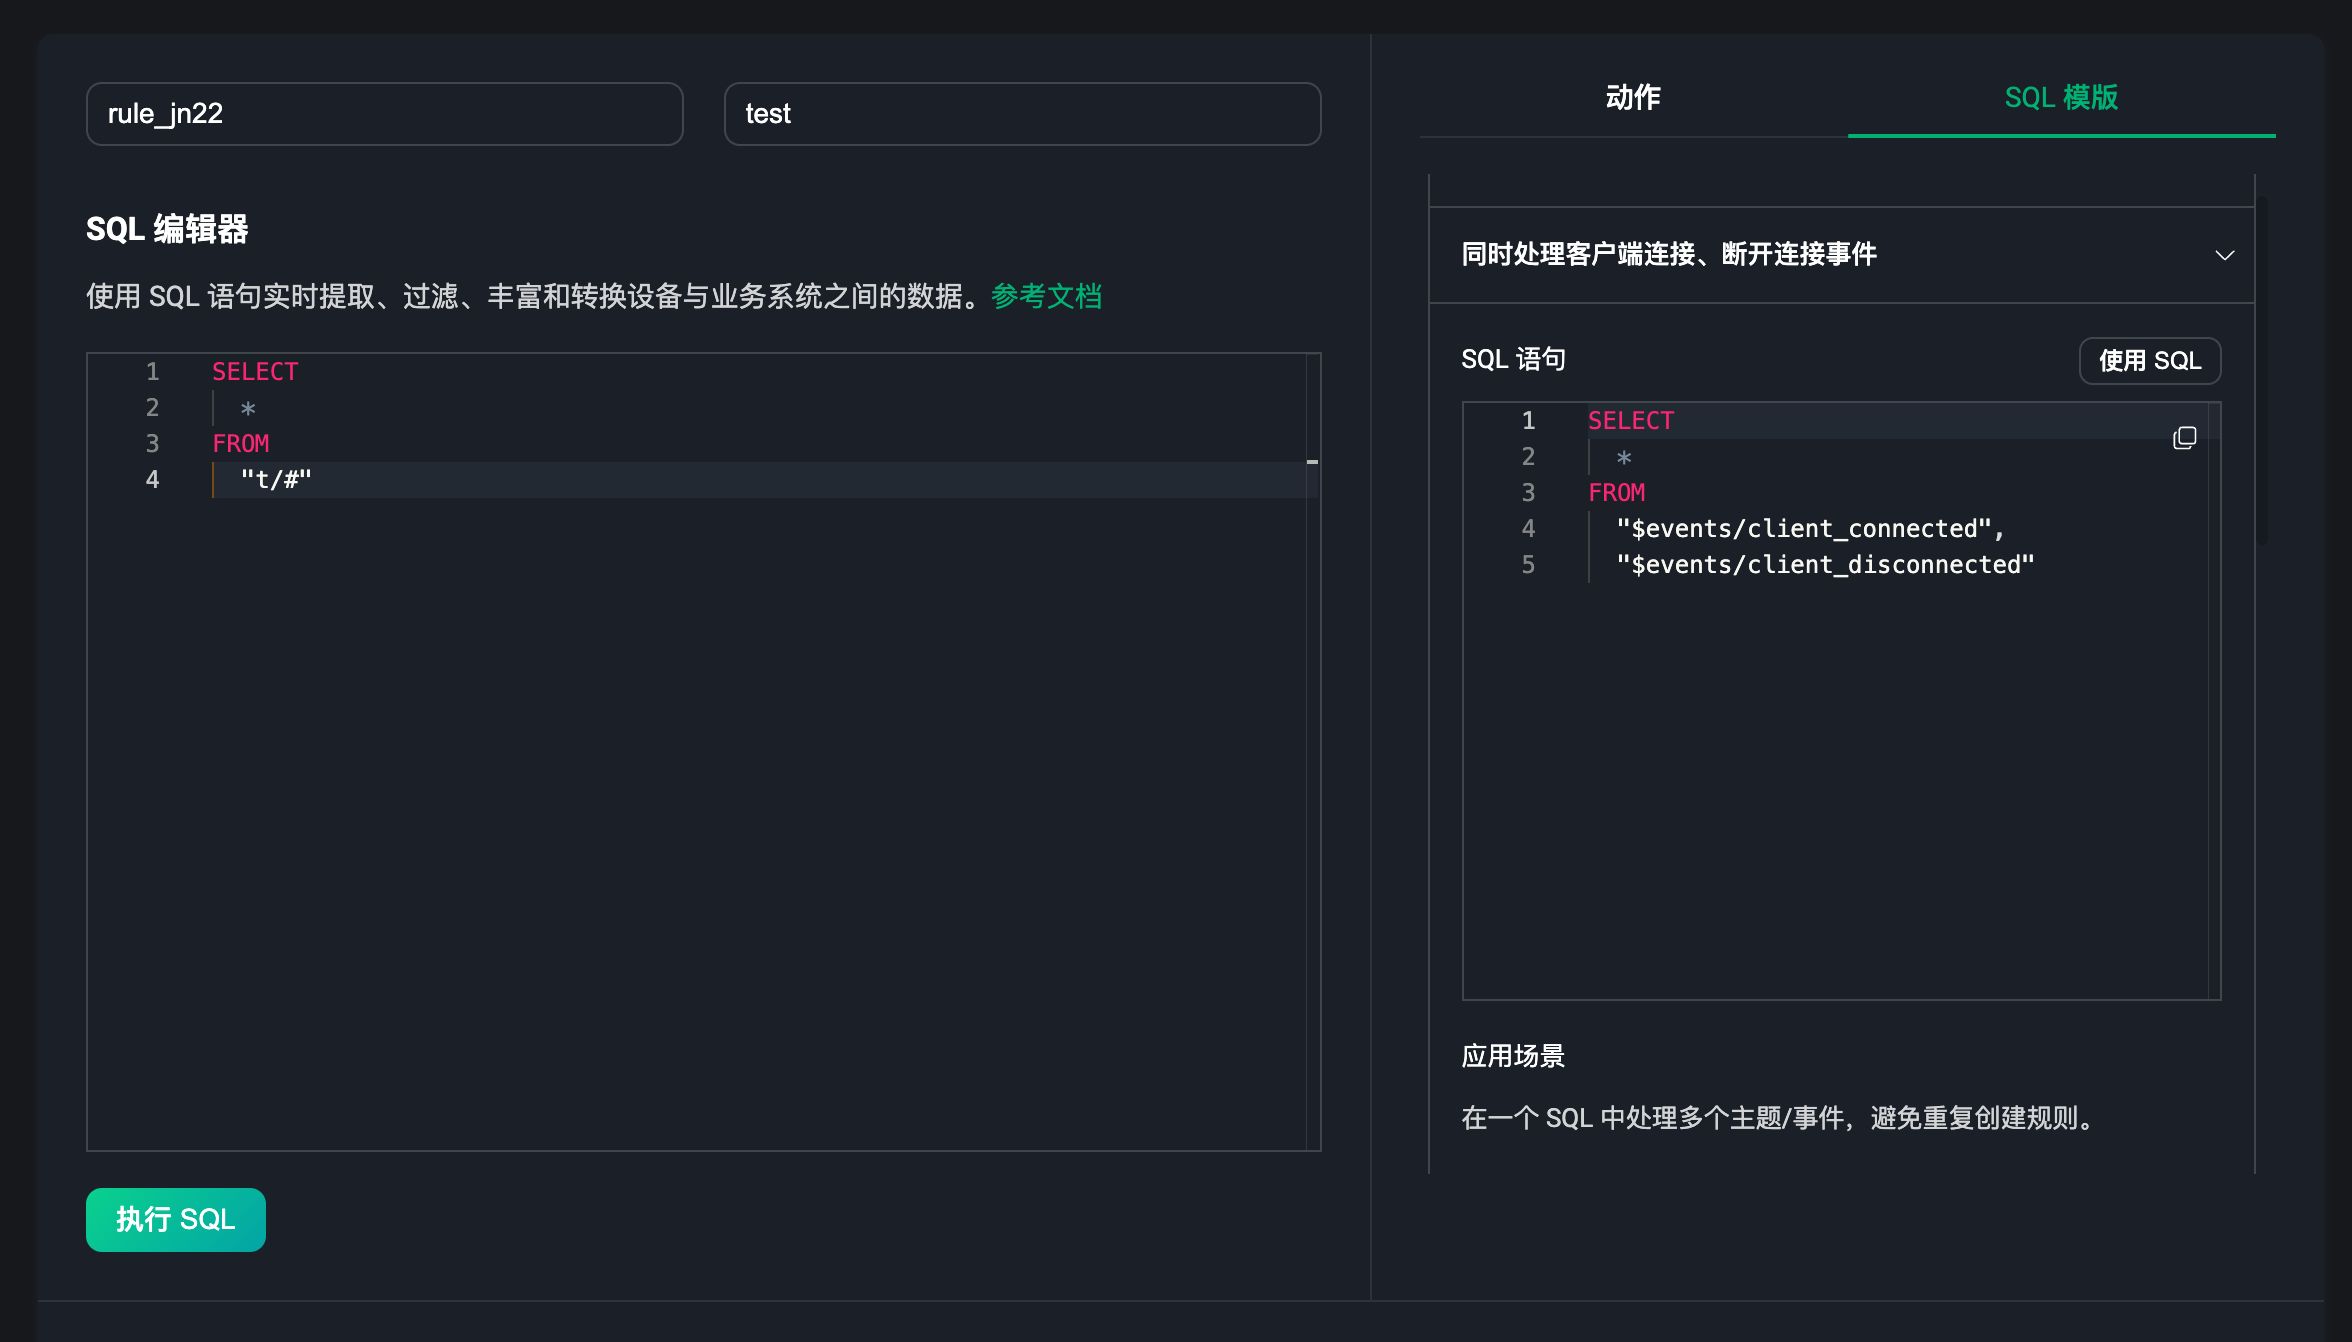 rule_jn22
test
SQL 编辑器
使用 SQL 语句实时提取、过滤、丰富和转换设备与业务系统之间的数据。参考文档
1 SELECT
2 *
3 FROM
4 "t/#"
执行 SQL
动作
SQL 模版
同时处理客户端连接、断开连接事件
SQL 语句
使用 SQL
1 SELECT
2 *
3 FROM
4 "$events/client_connected",
5 "$events/client_disconnected"
应用场景
在一个 SQL 中处理多个主题/事件，避免重复创建规则。